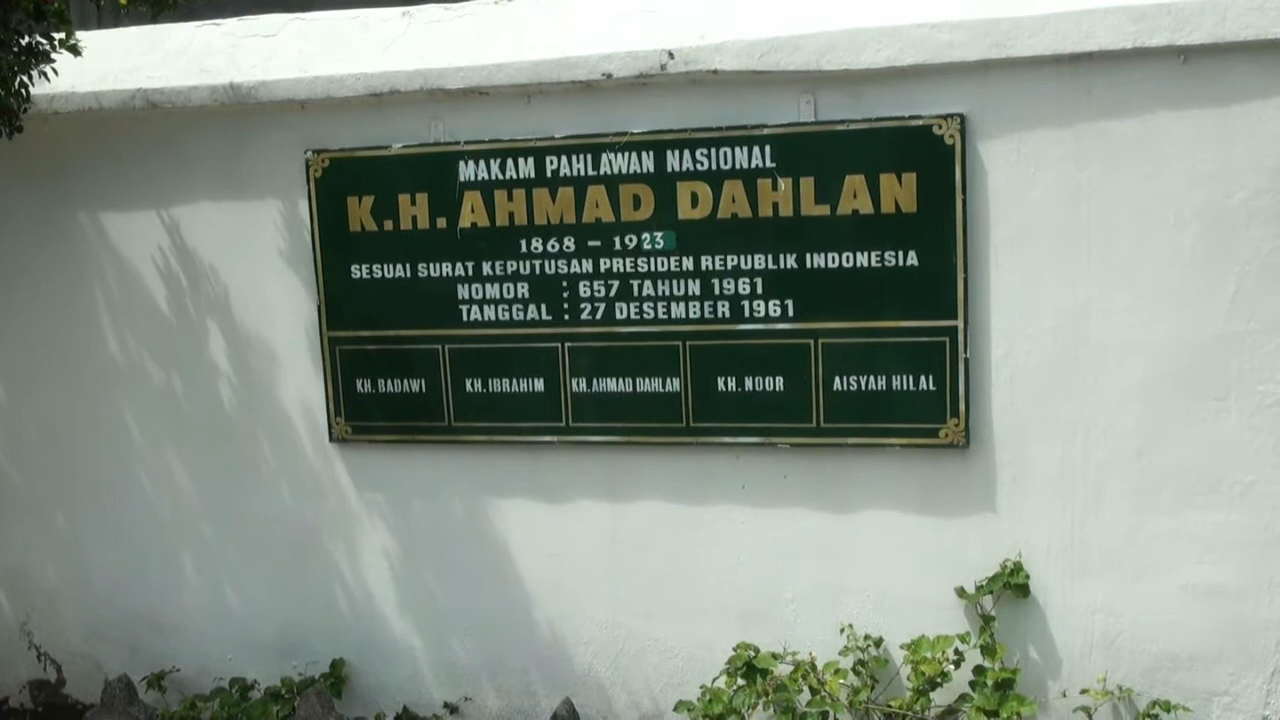 MAKAM PAHLAWAN NASIONAL
K.H. AHMAD DAHLAN
1868 – 1923
SESUAI SURAT KEPUTUSAN PRESIDEN REPUBLIK INDONESIA
NOMOR : 657 TAHUN 1961
TANGGAL : 27 DESEMBER 1961
KH. BADAWI
KH. IBRAHIM
KH. AHMAD DAHLAN
KH. NOOR
AISYAH HILAL